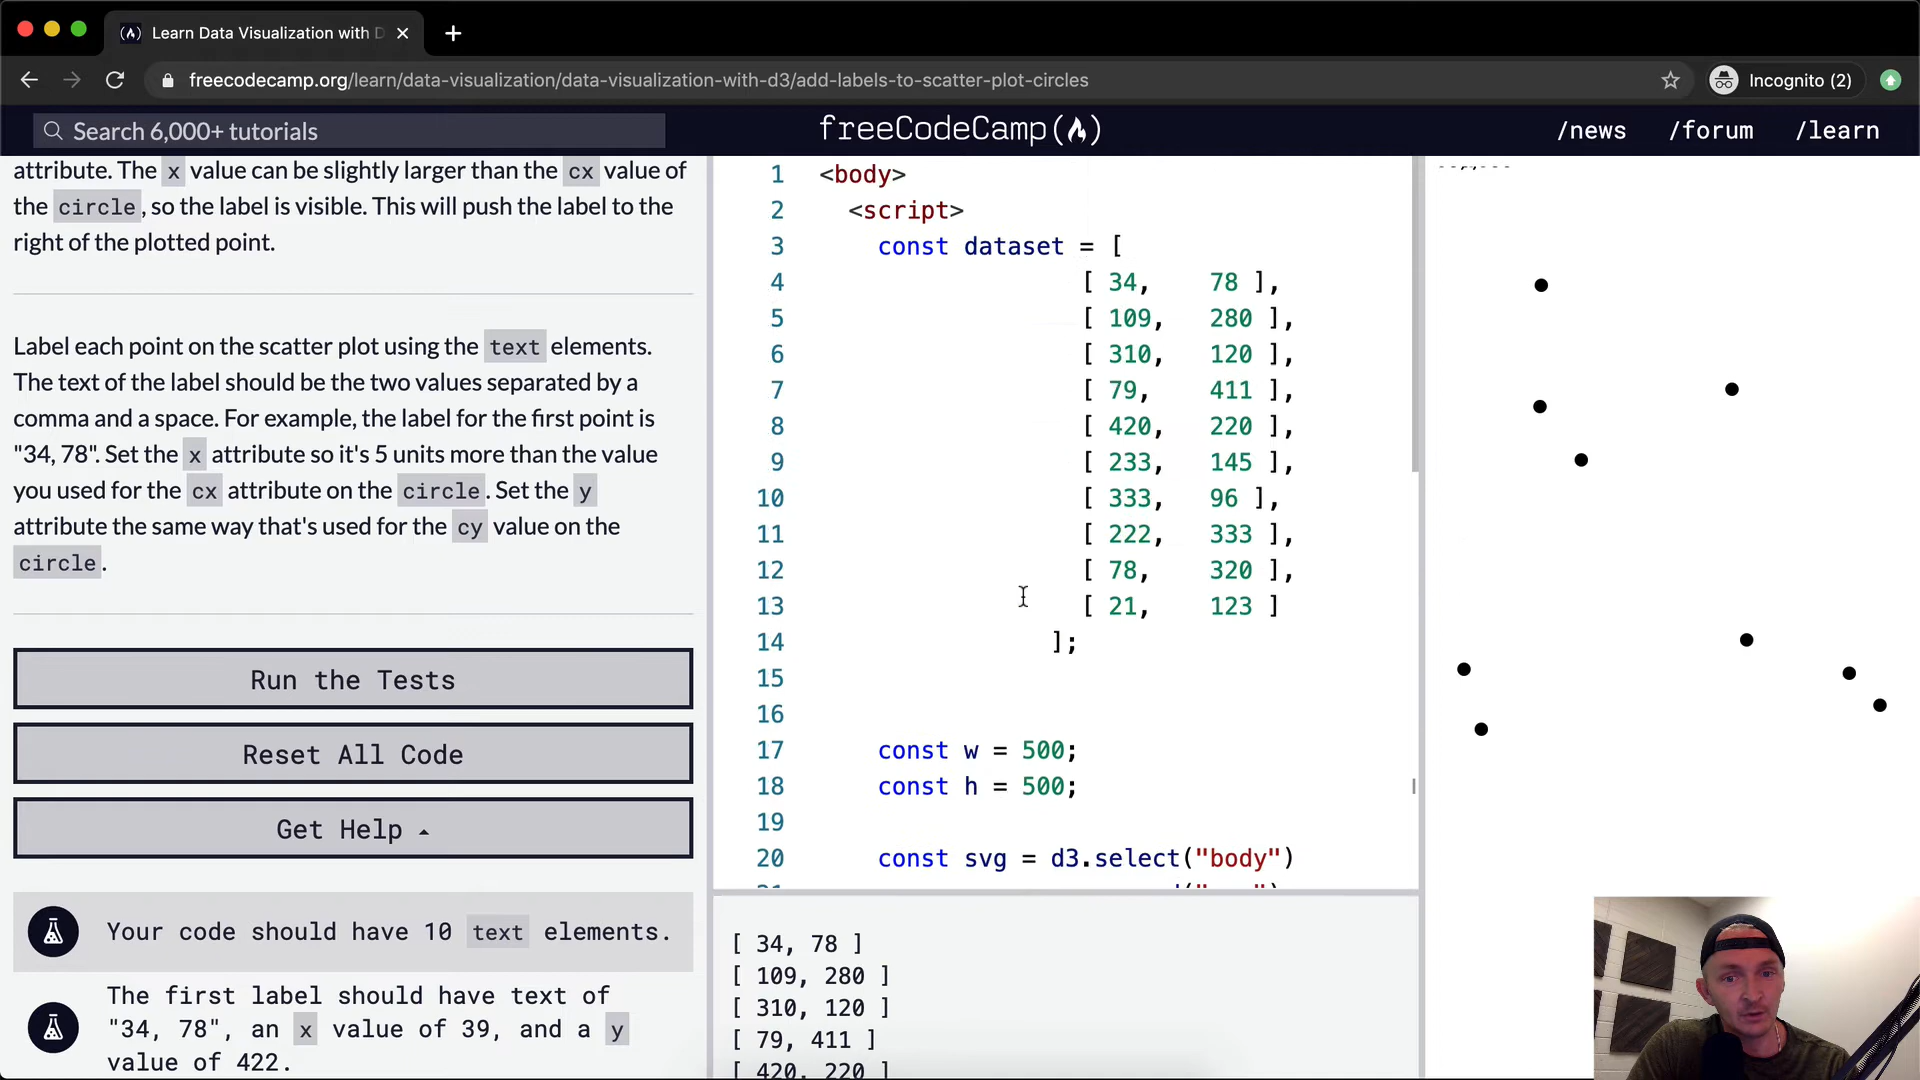 Learn Data Visualization with D
freecodecamp.org/learn/data-visualization/data-visualization-with-d3/add-labels-to-scatter-plot-circles
Incognito (2)
Search 6,000+ tutorials
freeCodeCamp
/news /forum /learn
attribute. The x value can be slightly larger than the cx value of
the circle, so the label is visible. This will push the label to the
right of the plotted point.
Label each point on the scatter plot using the text elements.
The text of the label should be the two values separated by a
comma and a space. For example, the label for the first point is
"34, 78". Set the x attribute so it's 5 units more than the value
you used for the cx attribute on the circle. Set the y
attribute the same way that's used for the cy value on the
circle.
Run the Tests
Reset All Code
Get Help
Your code should have 10 text elements.
The first label should have text of
"34, 78", an x value of 39, and a y
value of 422.
1 <body>
2 <script>
3 const dataset = [
4 [ 34, 78 ],
5 [ 109, 280 ],
6 [ 310, 120 ],
7 [ 79, 411 ],
8 [ 420, 220 ],
9 [ 233, 145 ],
10 [ 333, 96 ],
11 [ 222, 333 ],
12 [ 78, 320 ],
13 [ 21, 123 ]
14 ];
15
16
17 const w = 500;
18 const h = 500;
19
20 const svg = d3.select("body")
[ 34, 78 ]
[ 109, 280 ]
[ 310, 120 ]
[ 79, 411 ]
[ 420, 220 ]